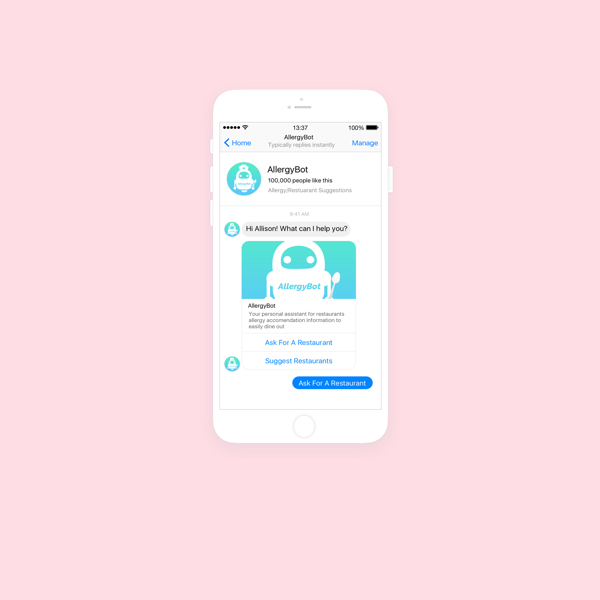 13:37
100%
Home
AllergyBot
Typically replies instantly
Manage
AllergyBot
100,000 people like this
Allergy/Restuarant Suggestions
9:41 AM
Hi Allison! What can I help you?
AllergyBot
AllergyBot
Your personal assistant for restaurants
allergy accomendation information to
easily dine out
Ask For A Restaurant
Suggest Restaurants
Ask For A Restaurant